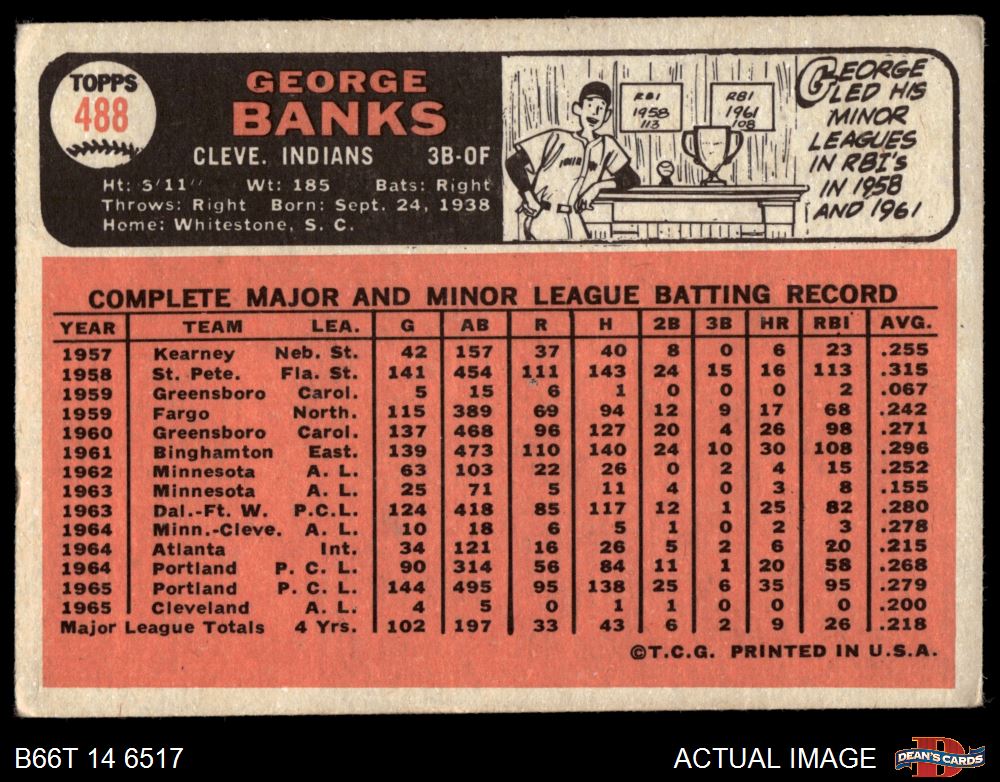 TOPPS
488
GEORGE
BANKS
CLEVE. INDIANS 3B-OF
Ht: 5'11" Wt: 185 Bats: Right
Throws: Right Born: Sept. 24, 1938
Home: Whitestone, S. C.
RBI
1958
113
RBI
1961
108
GEORGE
LED HIS
MINOR
LEAGUES
IN RBI'S
IN 1958
AND 1961
COMPLETE MAJOR AND MINOR LEAGUE BATTING RECORD
YEAR TEAM LEA. G AB R H 2B 3B HR RBI AVG.
1957 Kearney Neb. St. 42 157 37 40 8 0 6 23 .255
1958 St. Pete. Fla. St. 141 454 111 143 24 15 16 113 .315
1959 Greensboro Carol. 5 15 6 1 0 0 0 2 .067
1959 Fargo North. 115 389 69 94 12 9 17 68 .242
1960 Greensboro Carol. 137 468 96 127 20 4 26 98 .271
1961 Binghamton East. 139 473 110 140 24 10 30 108 .296
1962 Minnesota A. L. 63 103 22 26 0 2 4 15 .252
1963 Minnesota A. L. 25 71 5 11 4 0 3 8 .155
1963 Dal.-Ft. W. P.C.L. 124 418 85 117 12 1 25 82 .280
1964 Minn.-Cleve. A. L. 10 18 6 5 1 0 2 3 .278
1964 Atlanta Int. 34 121 16 26 5 2 6 20 .215
1964 Portland P. C. L. 90 314 56 84 11 1 20 58 .268
1965 Portland P. C. L. 144 495 95 138 25 6 35 95 .279
1965 Cleveland A. L. 4 5 0 1 1 0 0 0 .200
Major League Totals 4 Yrs. 102 197 33 43 6 2 9 26 .218
©T.C.G. PRINTED IN U.S.A.
B66T 14 6517
ACTUAL IMAGE
D
DEAN'S CARDS